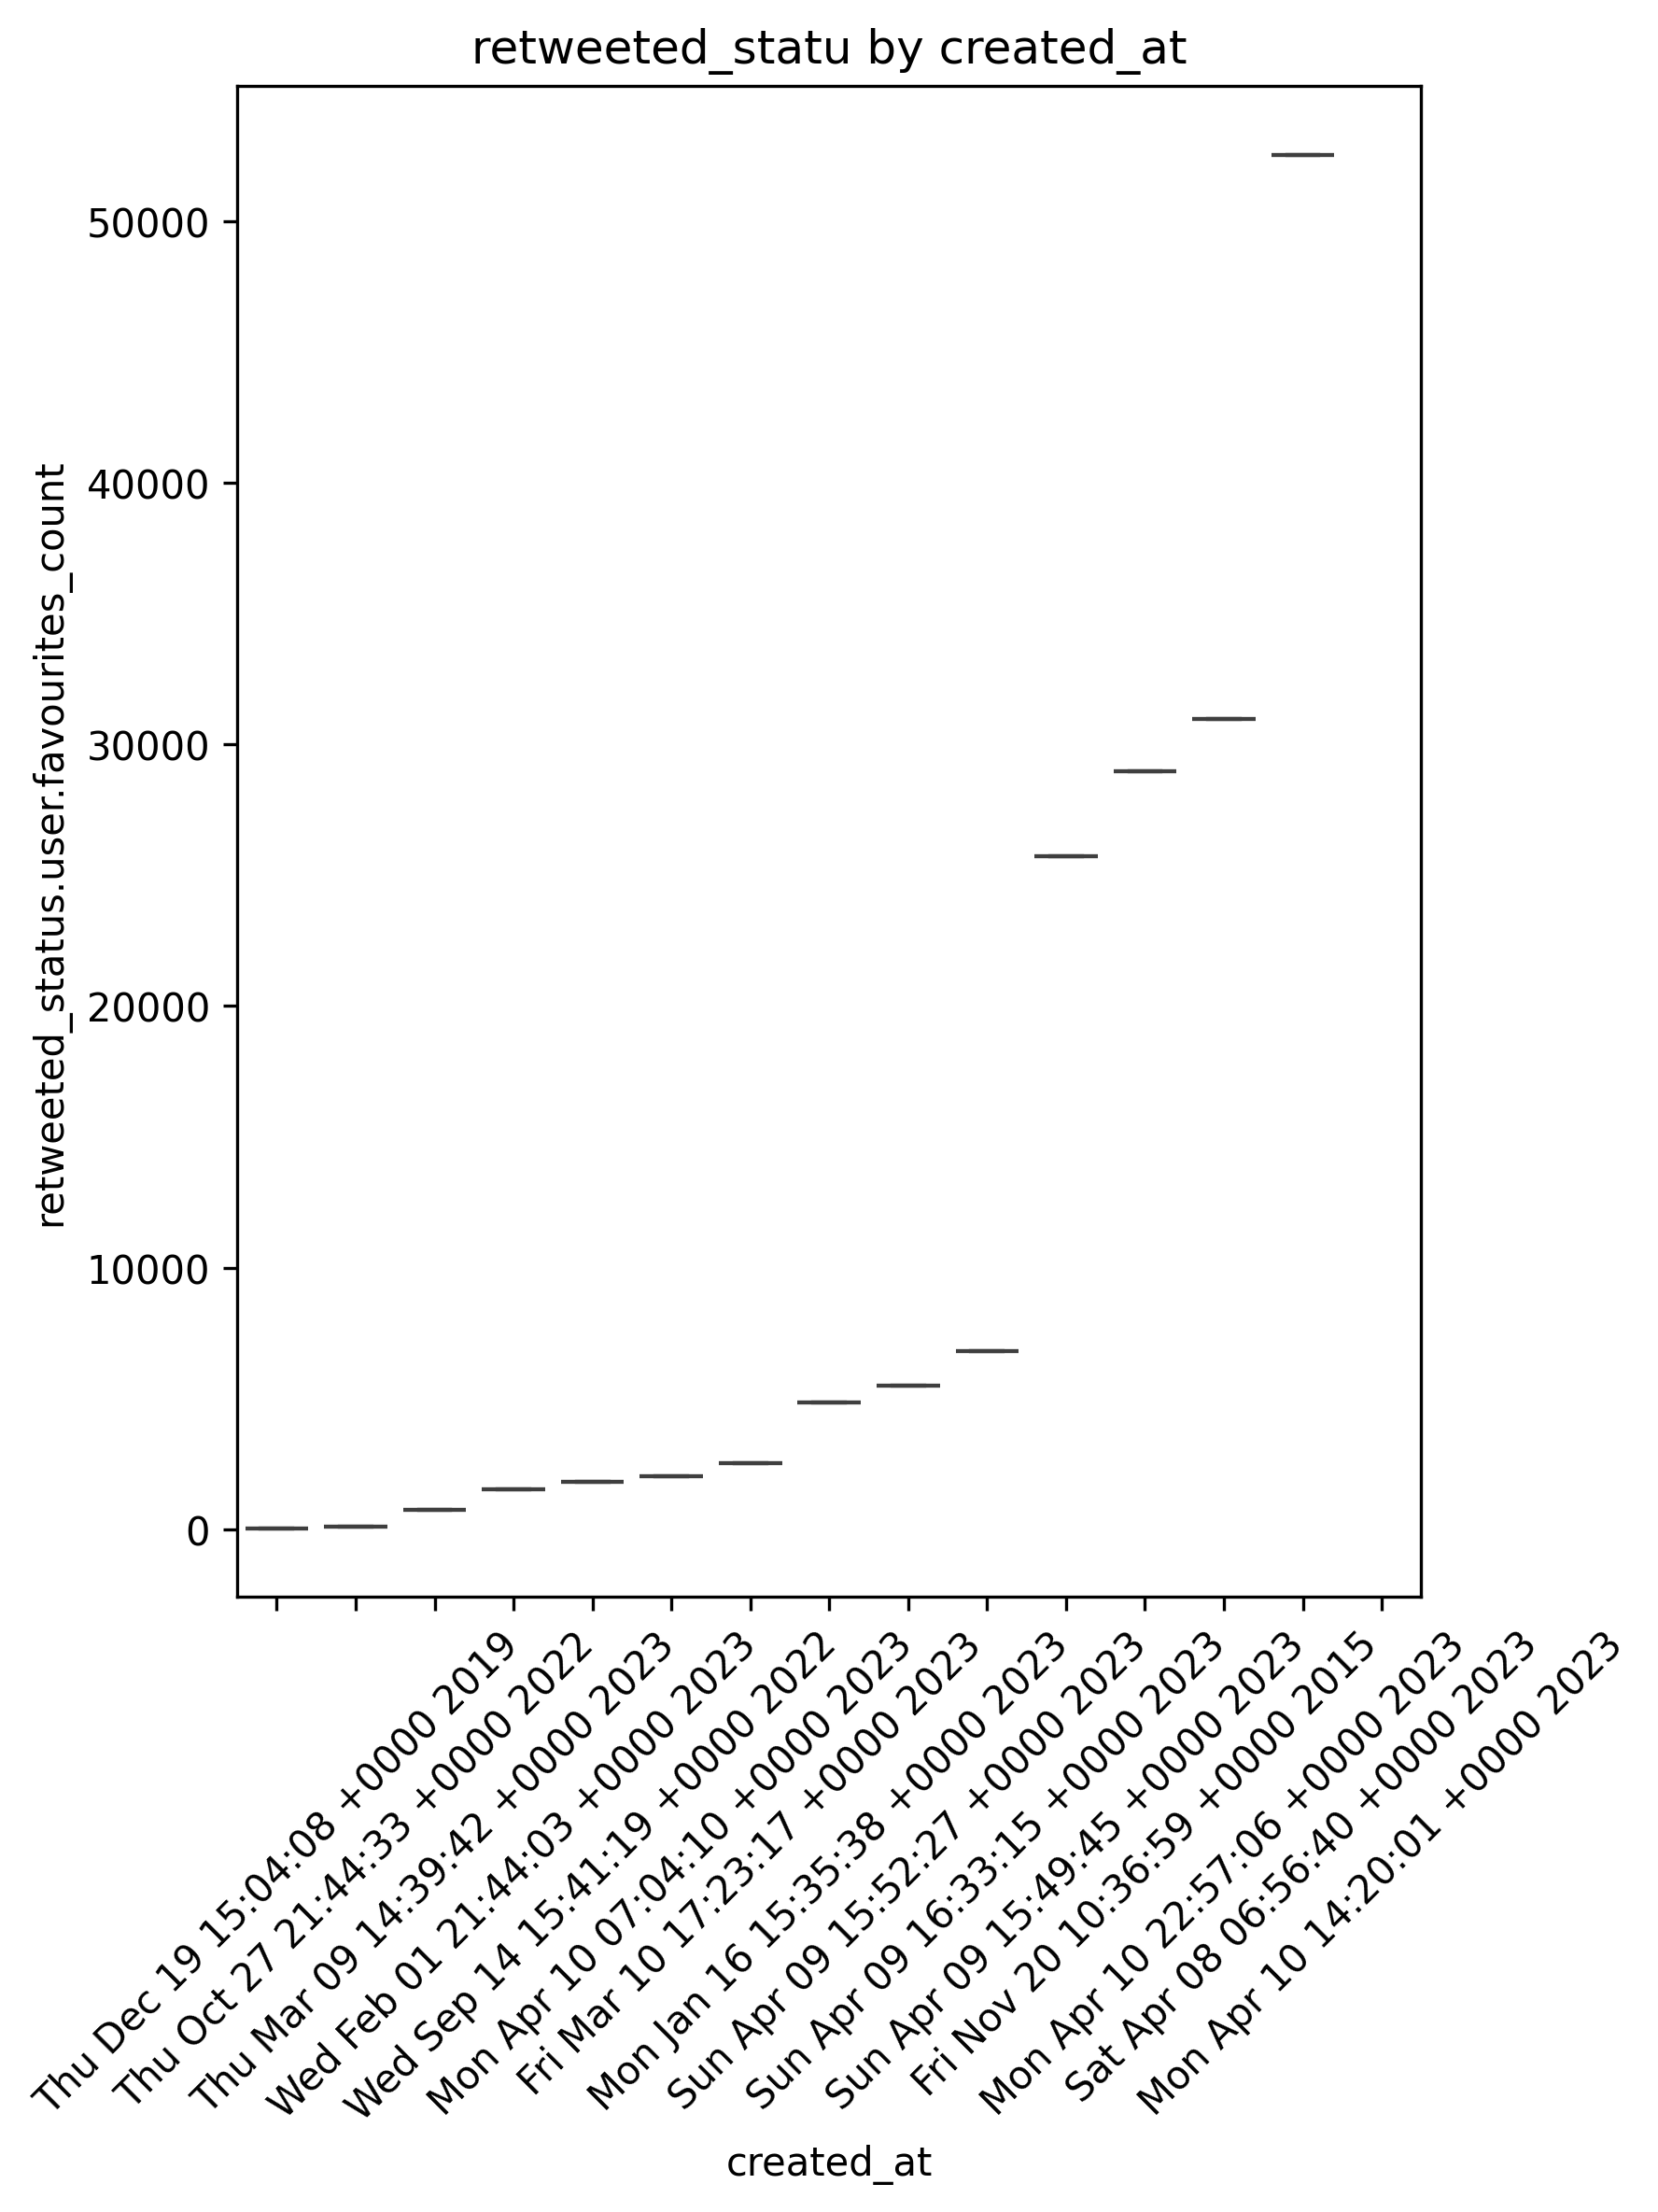 retweeted_statu by created_at
retweeted_status.user.favourites_count
50000
40000
30000
20000
10000
0
Thu Dec 19 15:04:08 +0000 2019
Thu Oct 27 21:44:33 +0000 2022
Thu Mar 09 14:39:42 +0000 2023
Wed Feb 01 21:44:03 +0000 2023
Wed Sep 14 15:41:19 +0000 2022
Mon Apr 10 07:04:10 +0000 2023
Fri Mar 10 17:23:17 +0000 2023
Mon Jan 16 15:35:38 +0000 2023
Sun Apr 09 15:52:27 +0000 2023
Sun Apr 09 16:33:15 +0000 2023
Sun Apr 09 15:49:45 +0000 2023
Fri Nov 20 10:36:59 +0000 2015
Mon Apr 10 22:57:06 +0000 2023
Sat Apr 08 06:56:40 +0000 2023
Mon Apr 10 14:20:01 +0000 2023
created_at